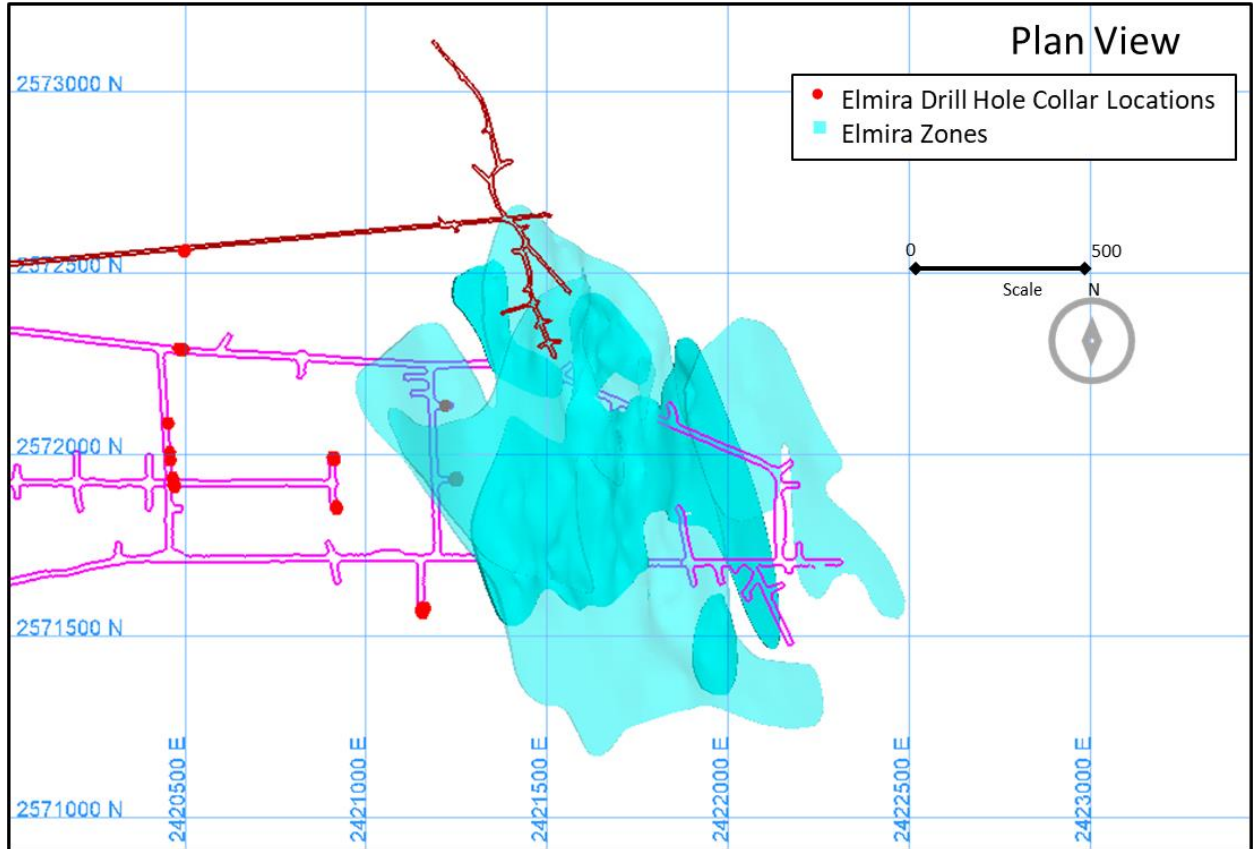 Plan View
2573000 N
Elmira Drill Hole Collar Locations
Elmira Zones
0 500
Scale N
2572500 N
2572000 N
2571500 N
2571000 N
2420500 E
2421000 E
2421500 E
2422000 E
2422500 E
2423000 E